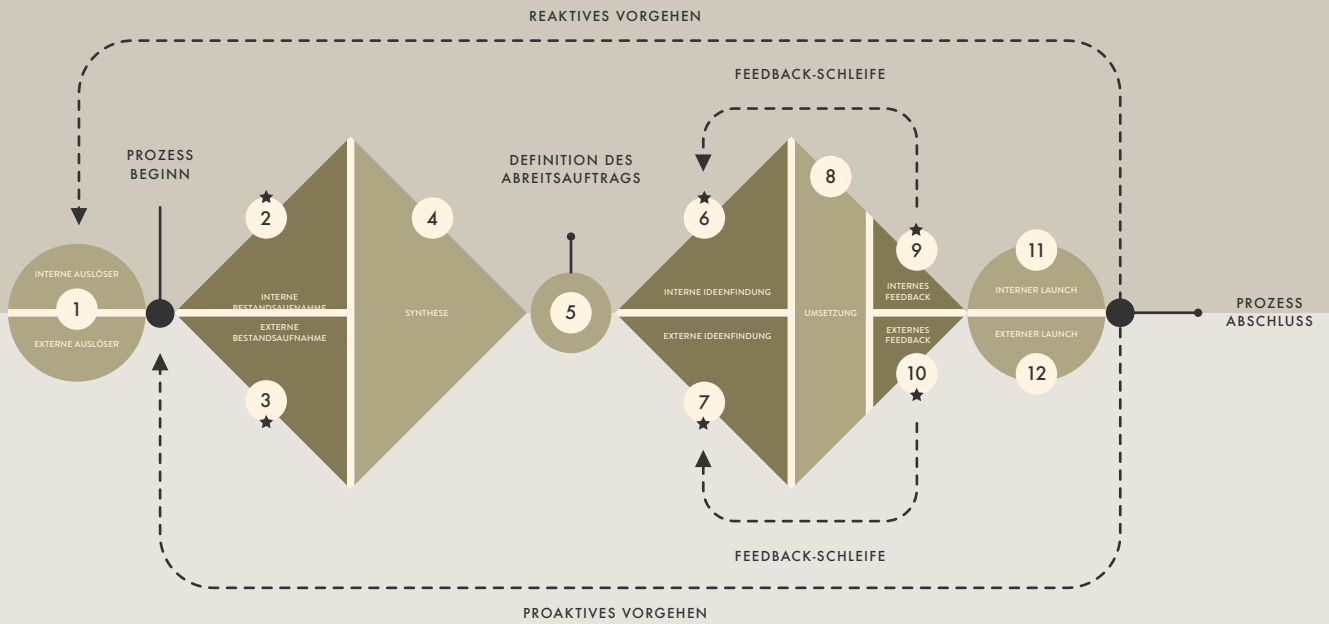 REAKTIVES VORGEHEN
FEEDBACK-SCHLEIFE
PROZESS
BEGINN
DEFINITION DES
ABREITSAUFTRAGS
INTERNE AUSLÖSER
1
EXTERNE AUSLÖSER
2
INTERNE
BESTANDSAUFNAHME
EXTERNE
BESTANDSAUFNAHME
3
4
SYNTHESE
5
6
INTERNE IDEENFINDUNG
EXTERNE IDEENFINDUNG
7
8
UMSETZUNG
9
INTERNES
FEEDBACK
EXTERNES
FEEDBACK
10
11
INTERNER LAUNCH
EXTERNER LAUNCH
12
PROZESS
ABSCHLUSS
FEEDBACK-SCHLEIFE
PROAKTIVES VORGEHEN